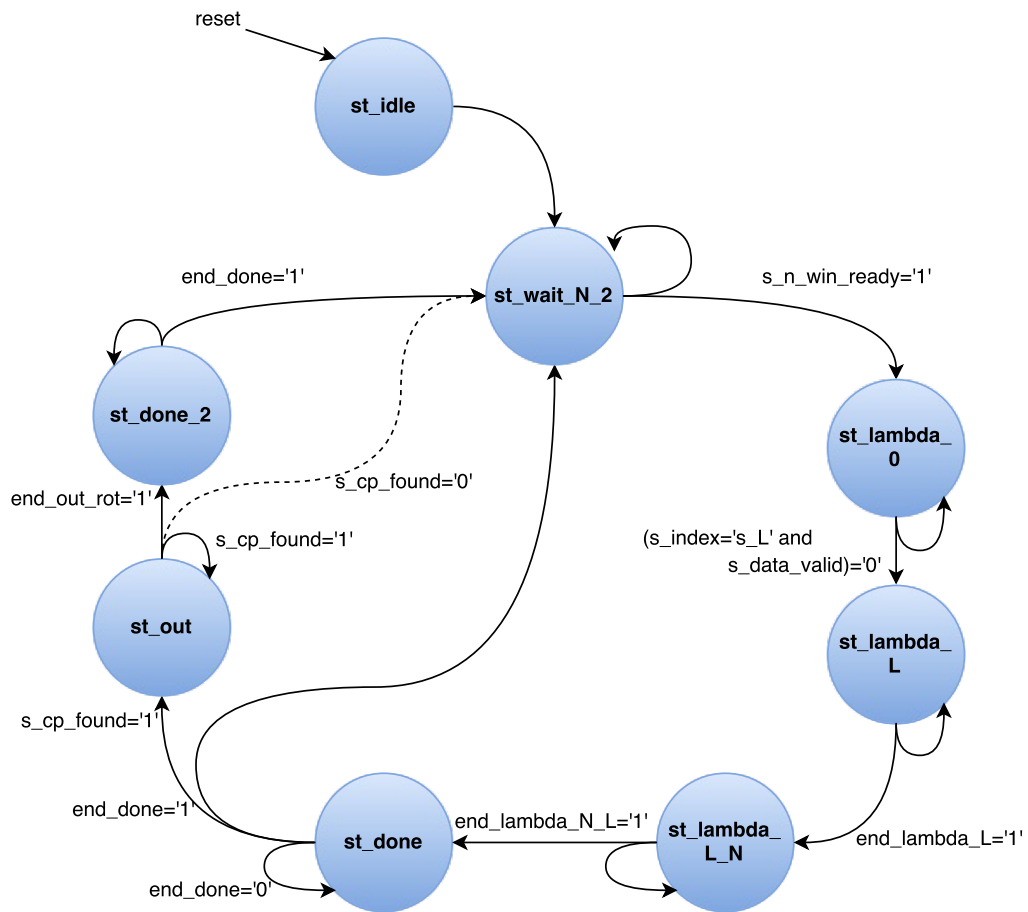 reset
st_idle
end_done='1'
st_wait_N_2
s_n_win_ready='1'
st_done_2
st_lambda_
0
s_cp_found='0'
end_out_rot='1'
s_cp_found='1'
(s_index='s_L' and
s_data_valid)='0'
st_out
st_lambda_
L
s_cp_found='1'
end_done='1'
end_lambda_N_L='1'
st_done
st_lambda_
L_N
end_lambda_L='1'
end_done='0'